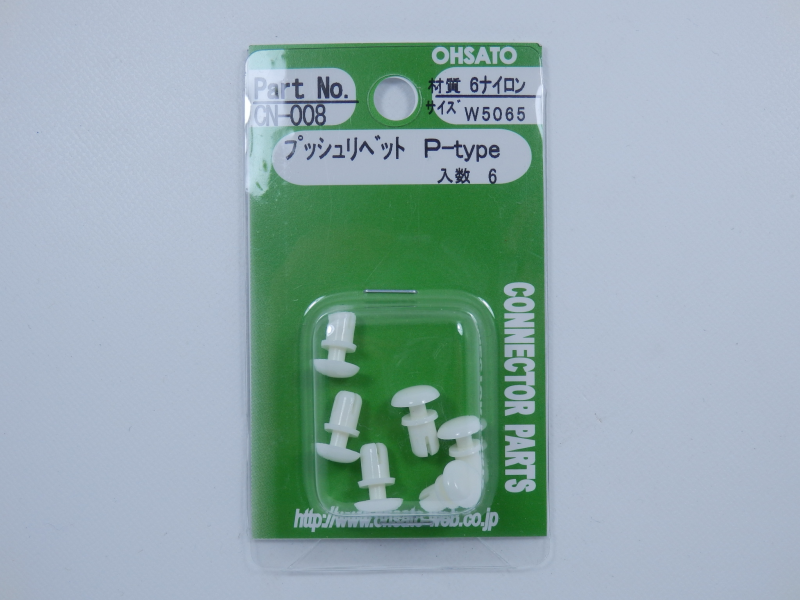 OHSATO
Part No.
CN-008
材質 6ナイロン
サイズ W5065
プッシュリベット P-type
入数 6
CONNECTOR PARTS
http://www.ohsato-web.co.jp